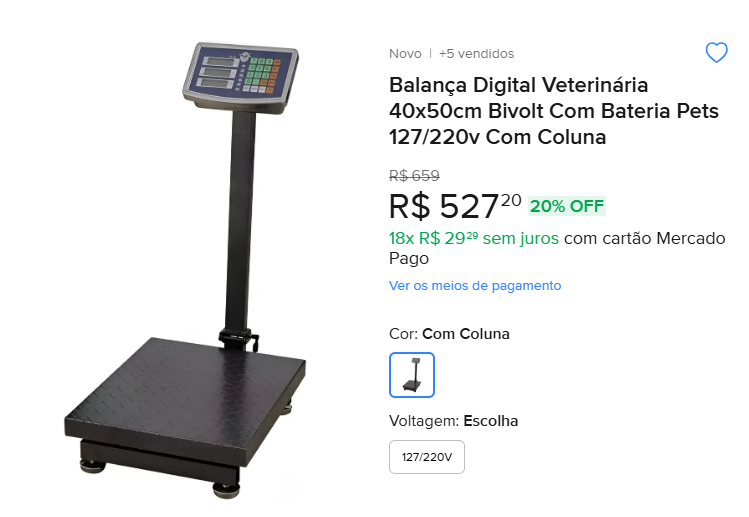 Novo | +5 vendidos
Balança Digital Veterinária
40x50cm Bivolt Com Bateria Pets
127/220v Com Coluna
R$ 659
R$ 527 20 20% OFF
18x R$ 29 29 sem juros com cartão Mercado
Pago
Ver os meios de pagamento
Cor: Com Coluna
Voltagem: Escolha
127/220V